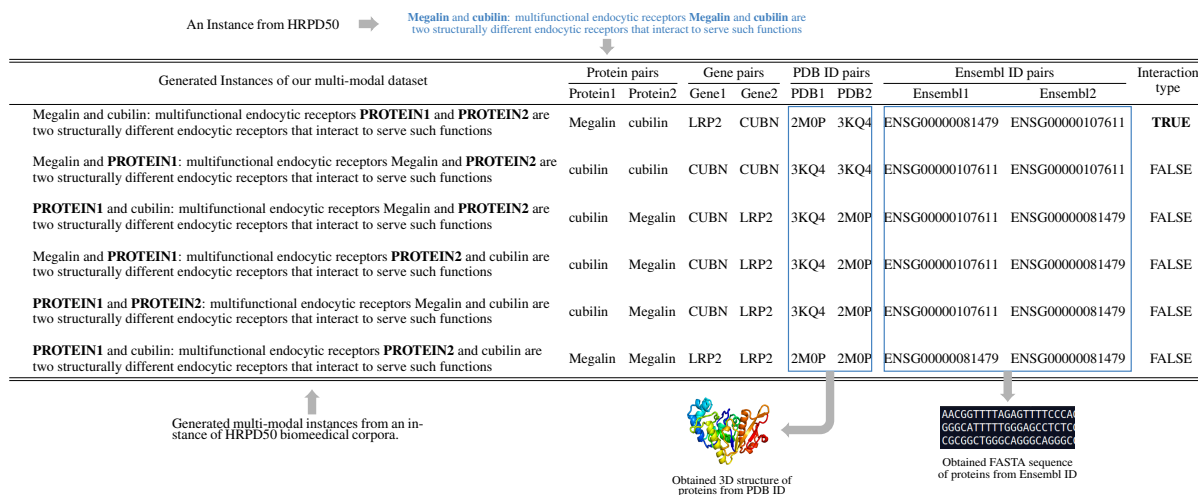 An Instance from HRPD50
Megalin and cubilin: multifunctional endocytic receptors Megalin and cubilin are
two structurally different endocytic receptors that interact to serve such functions
Generated Instances of our multi-modal dataset
Protein pairs Gene pairs PDB ID pairs Ensembl ID pairs Interaction
type
Protein1 Protein2 Gene1 Gene2 PDB1 PDB2 Ensembl1 Ensembl2
Megalin and cubilin: multifunctional endocytic receptors PROTEIN1 and PROTEIN2 are
two structurally different endocytic receptors that interact to serve such functions
Megalin cubilin LRP2 CUBN 2M0P 3KQ4 ENSG00000081479 ENSG00000107611 TRUE
Megalin and PROTEIN1: multifunctional endocytic receptors Megalin and PROTEIN2 are
two structurally different endocytic receptors that interact to serve such functions
cubilin cubilin CUBN CUBN 3KQ4 3KQ4 ENSG00000107611 ENSG00000107611 FALSE
PROTEIN1 and cubilin: multifunctional endocytic receptors Megalin and PROTEIN2 are
two structurally different endocytic receptors that interact to serve such functions
cubilin Megalin CUBN LRP2 3KQ4 2M0P ENSG00000107611 ENSG00000081479 FALSE
Megalin and PROTEIN1: multifunctional endocytic receptors PROTEIN2 and cubilin are
two structurally different endocytic receptors that interact to serve such functions
cubilin Megalin CUBN LRP2 3KQ4 2M0P ENSG00000107611 ENSG00000081479 FALSE
PROTEIN1 and PROTEIN2: multifunctional endocytic receptors Megalin and cubilin are
two structurally different endocytic receptors that interact to serve such functions
cubilin Megalin CUBN LRP2 3KQ4 2M0P ENSG00000107611 ENSG00000081479 FALSE
PROTEIN1 and cubilin: multifunctional endocytic receptors PROTEIN2 and cubilin are
two structurally different endocytic receptors that interact to serve such functions
Megalin Megalin LRP2 LRP2 2M0P 2M0P ENSG00000081479 ENSG00000081479 FALSE
Generated multi-modal instances from an in-
stance of HRPD50 biomeedical corpora.
Obtained 3D structure of
proteins from PDB ID
AACGGTTTTAGAGTTTTCCCA
GGGCATTTTTGGGAGCCTCTC
CGCGGCTGGGCAGGGCAGGGC
Obtained FASTA sequence
of proteins from Ensembl ID